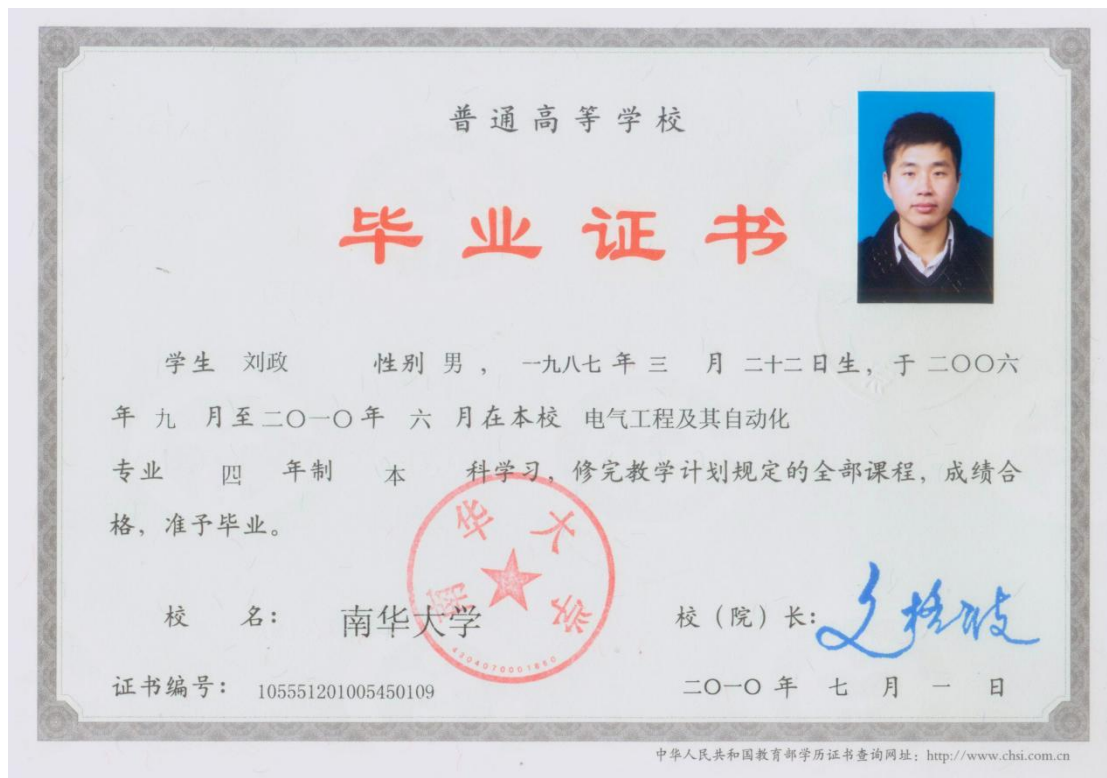 普通高等学校
毕业证书
学生 刘政 性别 男 ， 一九八七 年 三 月 二十二 日生，于 二〇〇六
年 九 月至 二〇一〇 年 六 月在本校 电气工程及其自动化
专业 四 年制 本 科学习，修完教学计划规定的全部课程，成绩合
格，准予毕业。
南华大学
校 名： 南华大学 校（院）长：
4304070001860
证书编号： 105551201005450109 二〇一〇 年 七 月 一 日
中华人民共和国教育部学历证书查询网址：http://www.chsi.com.cn